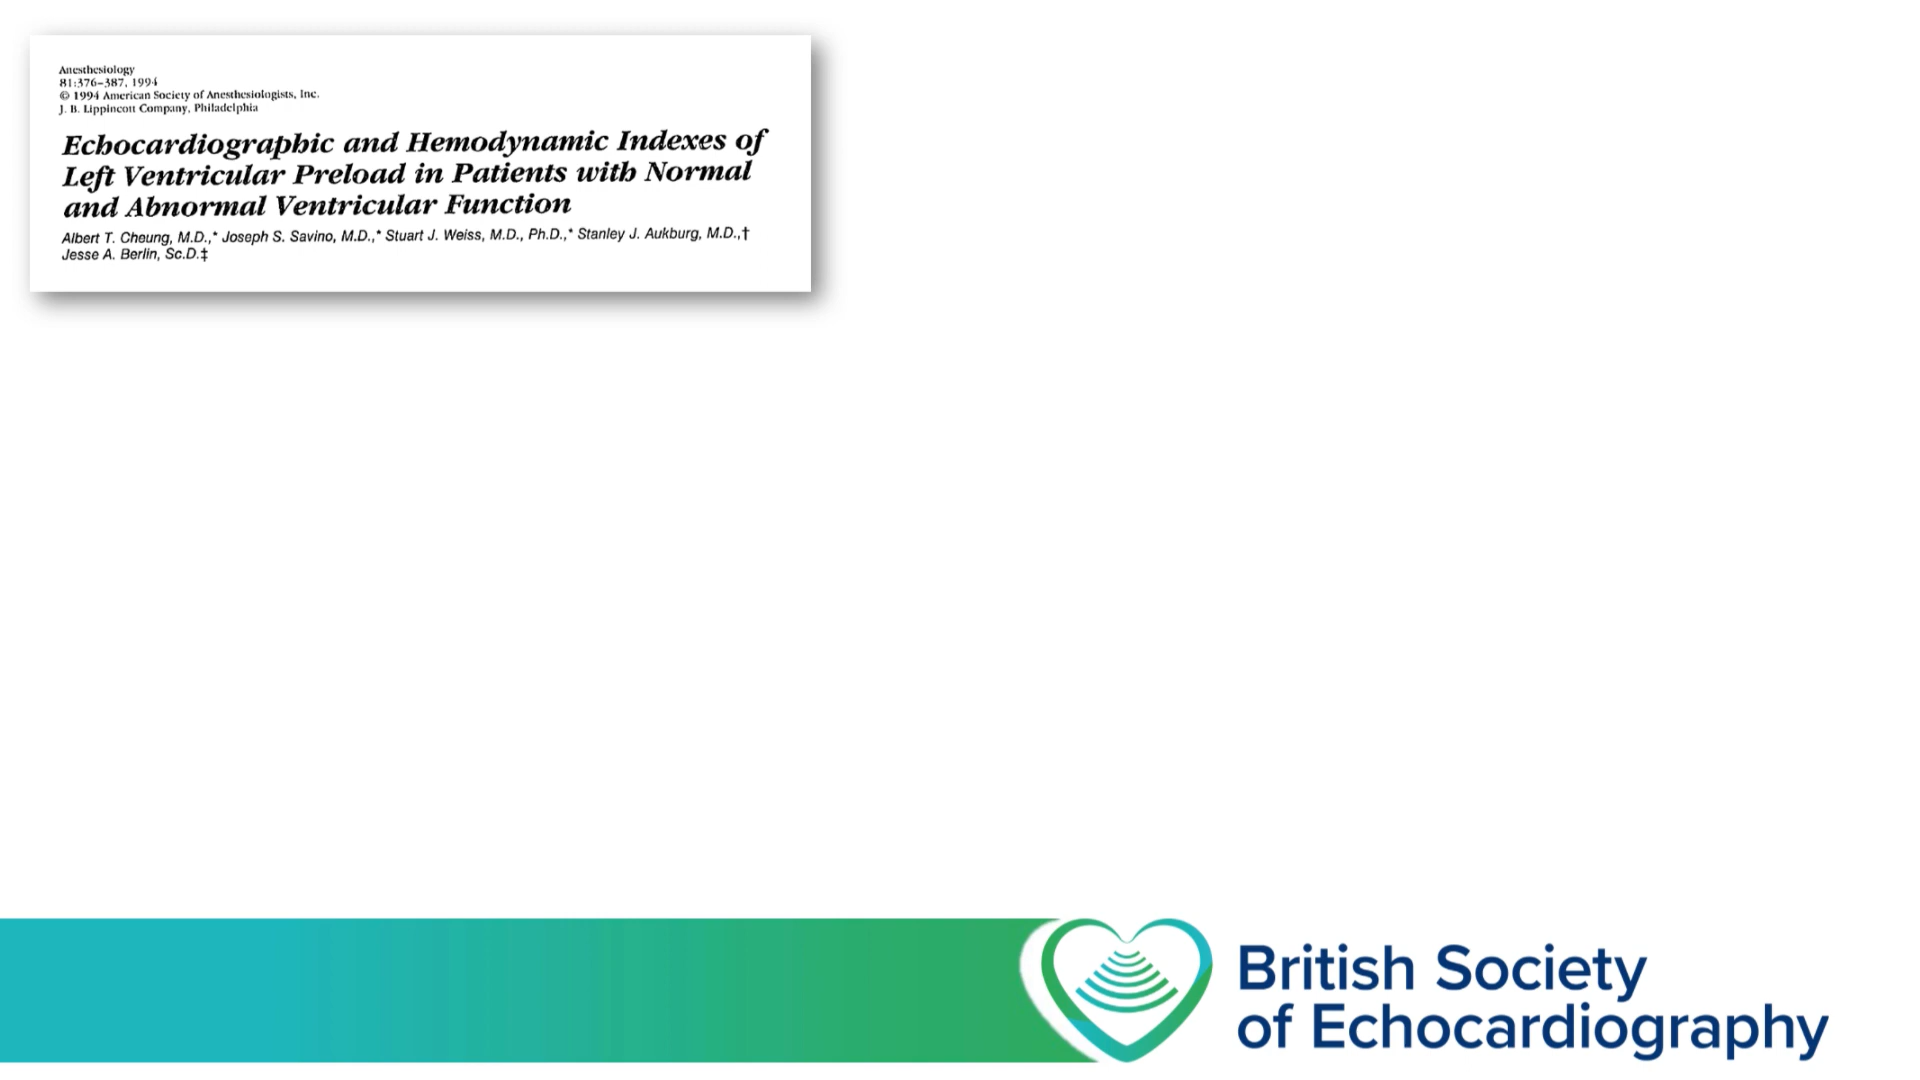 Anesthesiology
81:376–387, 1994
© 1994 American Society of Anesthesiologists, Inc.
J. B. Lippincott Company, Philadelphia
Echocardiographic and Hemodynamic Indexes of
Left Ventricular Preload in Patients with Normal
and Abnormal Ventricular Function
Albert T. Cheung, M.D.,* Joseph S. Savino, M.D.,* Stuart J. Weiss, M.D., Ph.D.,* Stanley J. Aukburg, M.D.,†
Jesse A. Berlin, Sc.D.‡
British Society
of Echocardiography